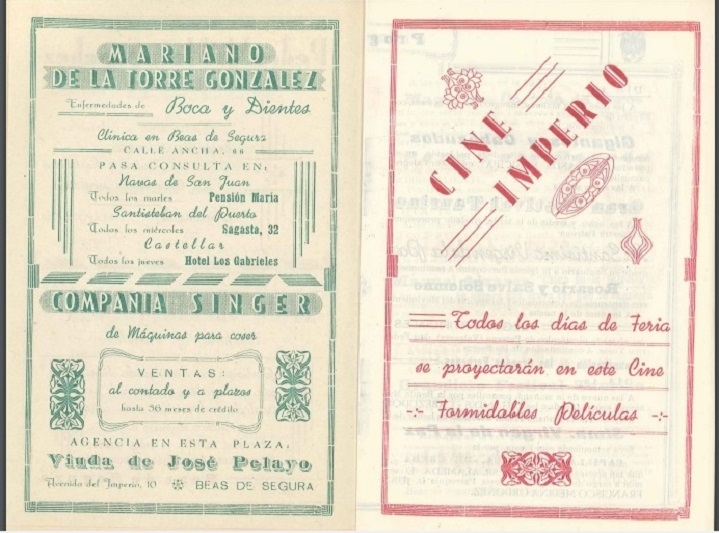 MARIANO
DE LA TORRE GONZALEZ
Enfermedades de Boca y Dientes
Clínica en Beas de Segura
CALLE ANCHA, 66
PASA CONSULTA EN:
Navas de San Juan
Todos los martes Pensión María
Santisteban del Puerto
Todos los miércoles Sagasta, 32
Castellar
Todos los jueves Hotel Los Gabrieles
COMPAÑIA SINGER
de Máquinas para coser
VENTAS:
al contado y a plazos
hasta 36 meses de crédito
AGENCIA EN ESTA PLAZA:
Viuda de José Pelayo
Avenida del Imperio, 10 BEAS DE SEGURA
CINE
IMPERIO
Todos los días de Feria
se proyectarán en este Cine
-:- Formidables Películas -:-